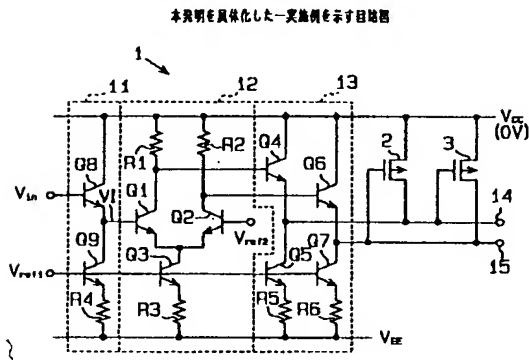 本発明を具体化した一実施例を示す回路図
1
11
12
13
Vcc
(0V)
R1
R2
Q4
2
3
Q8
Q6
Vin
Q1
VI
Q2
14
Vref2
15
Q9
Q3
Q5
Q7
Vref1
R4
R3
R5
R6
VEE